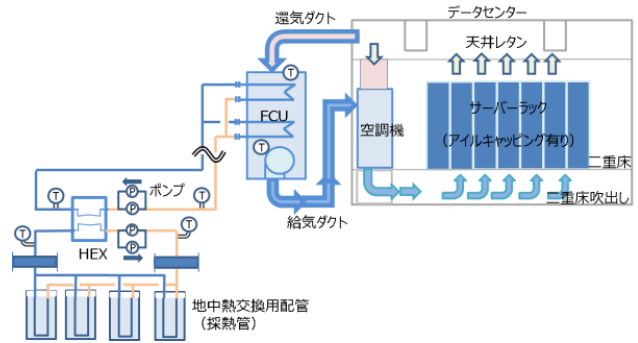 還気ダクト
データセンター
天井レタン
T
FCU
T
空調機
サーバーラック
（アイルキャッピング有り）
二重床
二重床吹出し
給気ダクト
T
P
P
ポンプ
T
T
HEX
P
P
T
地中熱交換用配管
（採熱管）